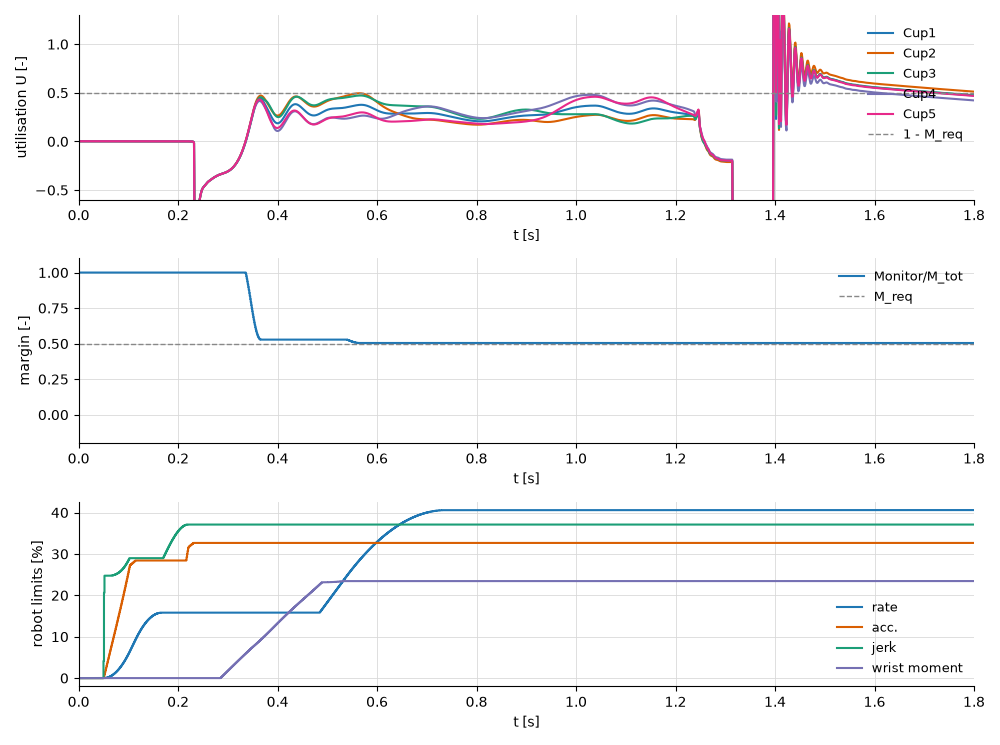 utilisation U [-]
1.0
0.5
0.0
−0.5
Cup1
Cup2
Cup3
Cup4
Cup5
1 - M_req
0.0 0.2 0.4 0.6 0.8 1.0 1.2 1.4 1.6 1.8
t [s]
margin [-]
1.00
0.75
0.50
0.25
0.00
Monitor/M_tot
M_req
0.0 0.2 0.4 0.6 0.8 1.0 1.2 1.4 1.6 1.8
t [s]
robot limits [%]
40
30
20
10
0
rate
acc.
jerk
wrist moment
0.0 0.2 0.4 0.6 0.8 1.0 1.2 1.4 1.6 1.8
t [s]